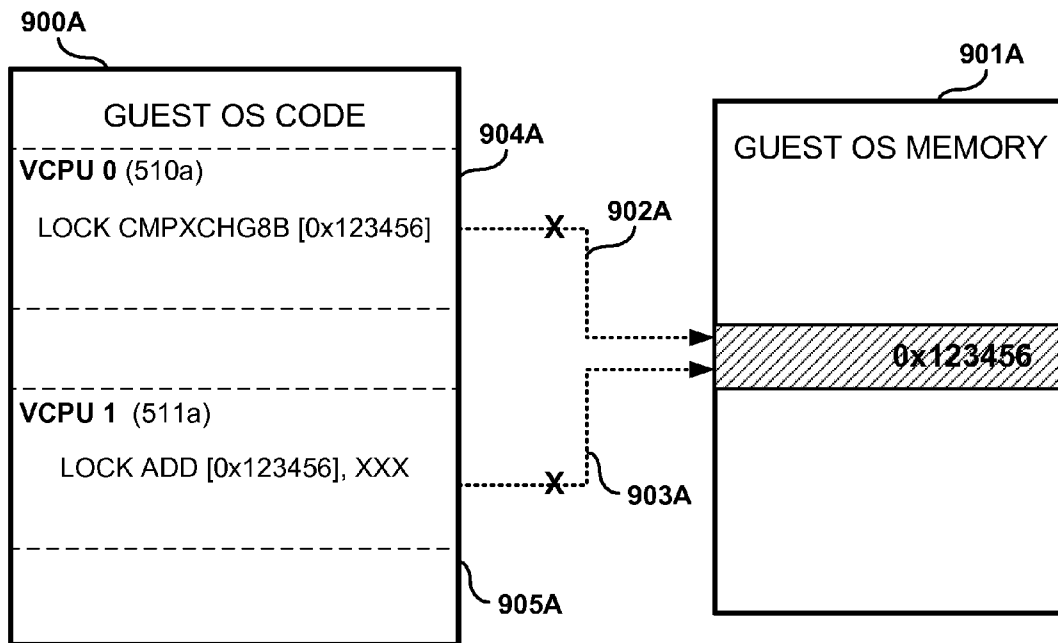 900A
GUEST OS CODE
VCPU 0 (510a)
LOCK CMPXCHG8B [0x123456]
904A
X
902A
901A
GUEST OS MEMORY
0x123456
VCPU 1 (511a)
LOCK ADD [0x123456], XXX
X
903A
905A